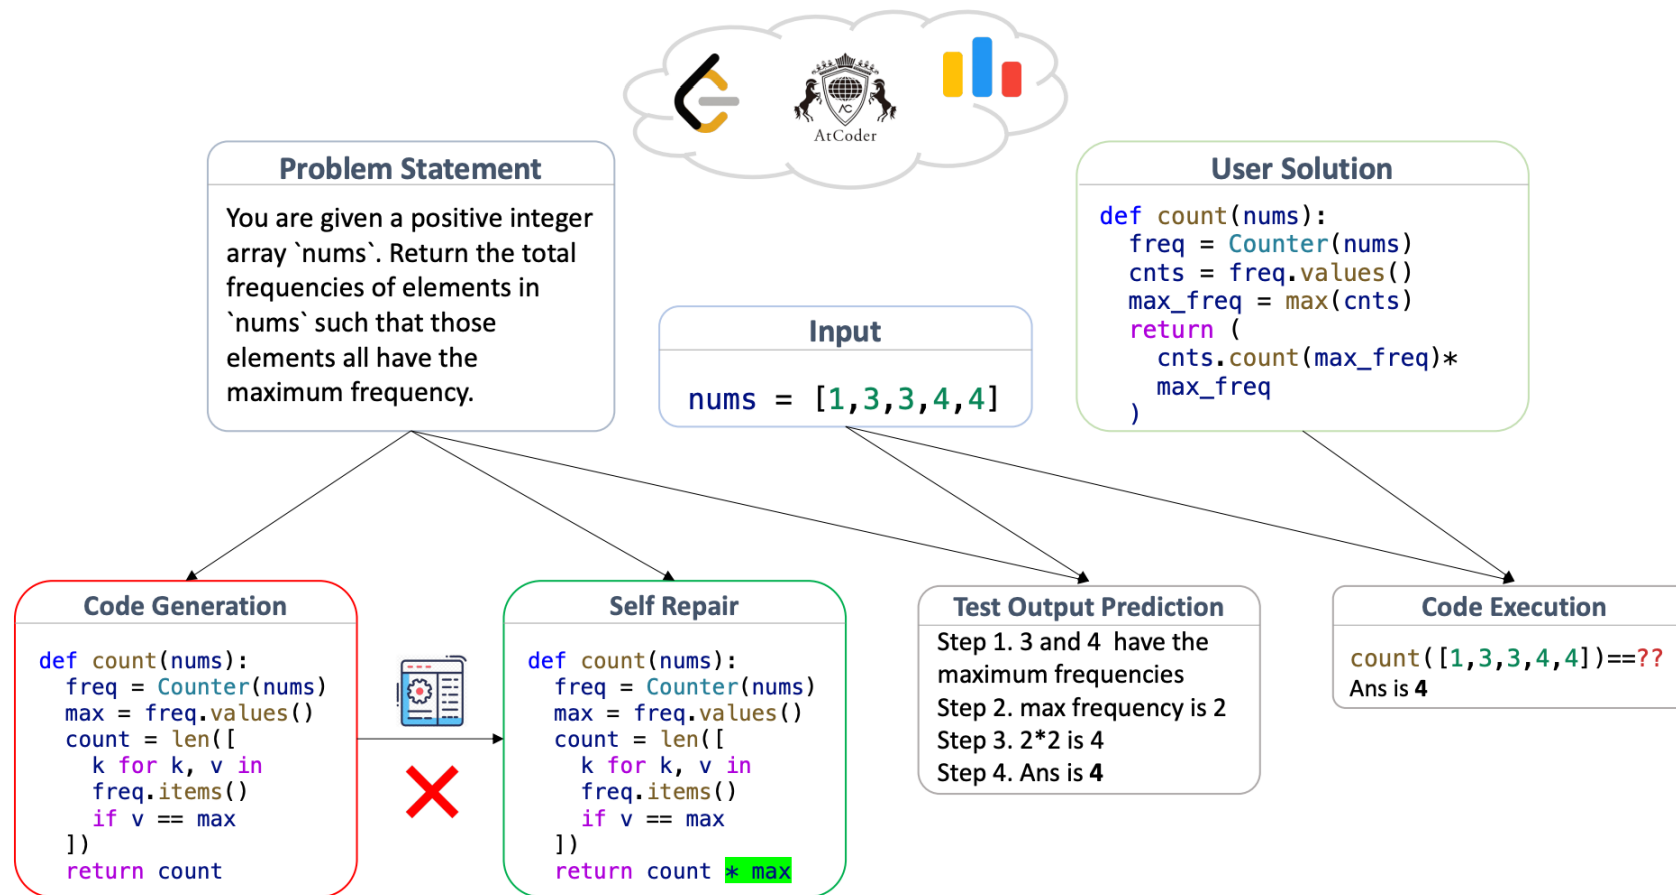 AC
AtCoder
Problem Statement
You are given a positive integer
array `nums`. Return the total
frequencies of elements in
`nums` such that those
elements all have the
maximum frequency.
Input
nums = [1,3,3,4,4]
User Solution
def count(nums):
  freq = Counter(nums)
  cnts = freq.values()
  max_freq = max(cnts)
  return (
    cnts.count(max_freq)*
    max_freq
  )
Code Generation
def count(nums):
  freq = Counter(nums)
  max = freq.values()
  count = len([
    k for k, v in
    freq.items()
    if v == max
  ])
  return count
Self Repair
def count(nums):
  freq = Counter(nums)
  max = freq.values()
  count = len([
    k for k, v in
    freq.items()
    if v == max
  ])
  return count * max
Test Output Prediction
Step 1. 3 and 4 have the
maximum frequencies
Step 2. max frequency is 2
Step 3. 2*2 is 4
Step 4. Ans is 4
Code Execution
count([1,3,3,4,4])==??
Ans is 4